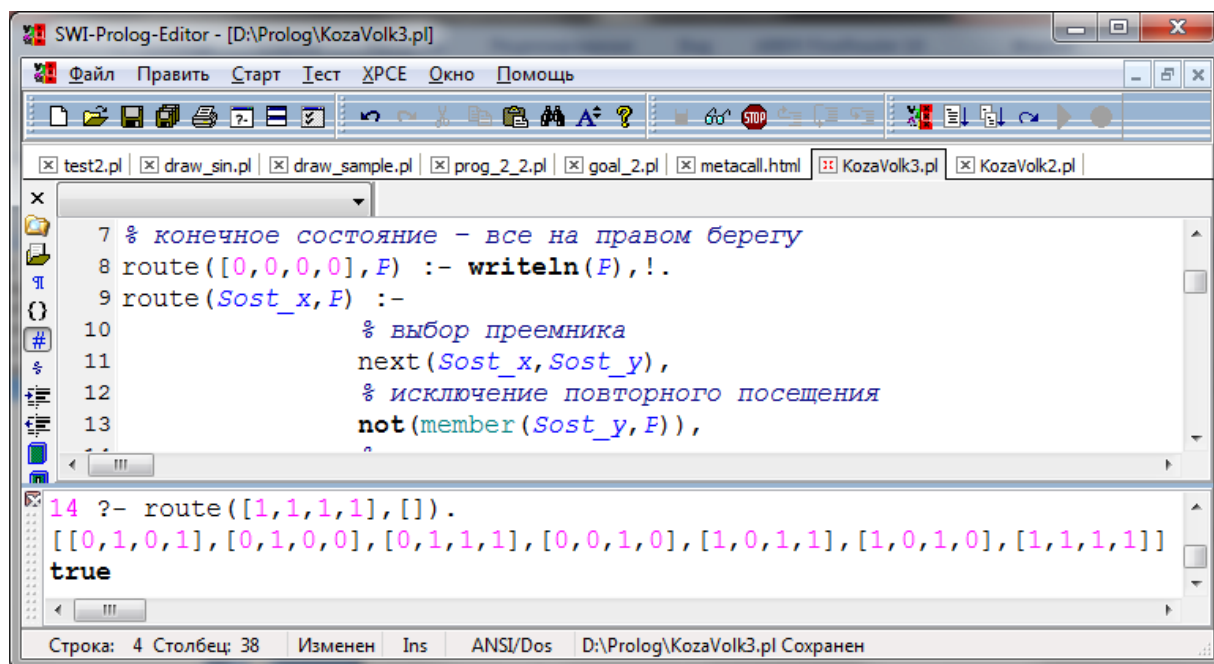 SWI-Prolog-Editor - [D:\Prolog\KozaVolk3.pl]
Файл Править Старт Тест XPCE Окно Помощь
STOP
test2.pl draw_sin.pl draw_sample.pl prog_2_2.pl goal_2.pl metacall.html KozaVolk3.pl KozaVolk2.pl
7 % конечное состояние - все на правом берегу
8 route([0,0,0,0],P) :- writeln(P),!.
9 route(Sost_x,P) :-
10 % выбор преемника
11 next(Sost_x,Sost_y),
12 % исключение повторного посещения
13 not(member(Sost_y,P)),
14 ?- route([1,1,1,1],[]).
[[0,1,0,1],[0,1,0,0],[0,1,1,1],[0,0,1,0],[1,0,1,1],[1,0,1,0],[1,1,1,1]]
true
Строка: 4 Столбец: 38 Изменен Ins ANSI/Dos D:\Prolog\KozaVolk3.pl Сохранен